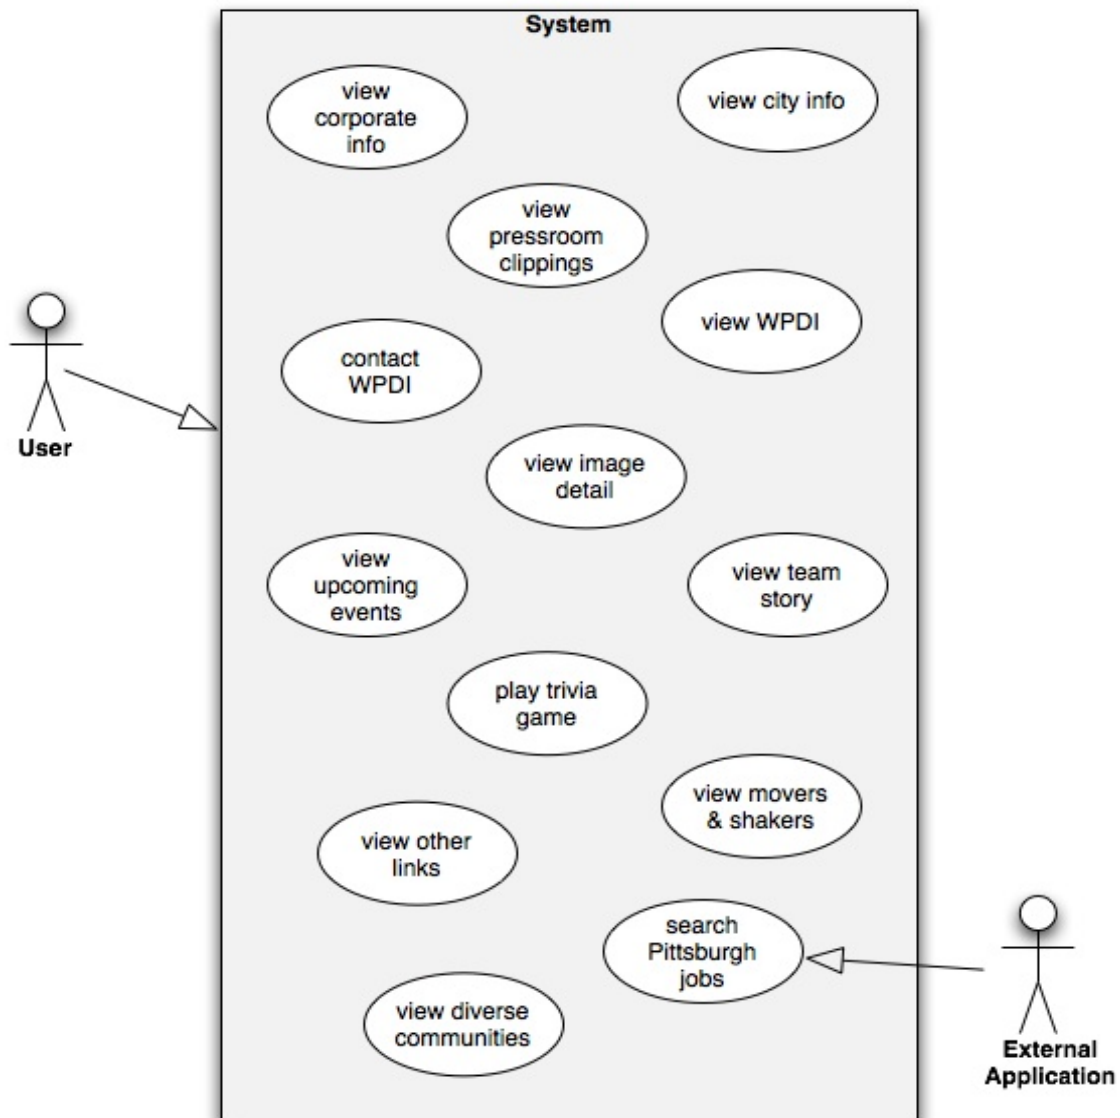 System
view
corporate
info
view city info
view
pressroom
clippings
view WPDI
contact
WPDI
User
view image
detail
view
upcoming
events
view team
story
play trivia
game
view movers
& shakers
view other
links
search
Pittsburgh
jobs
view diverse
communities
External
Application